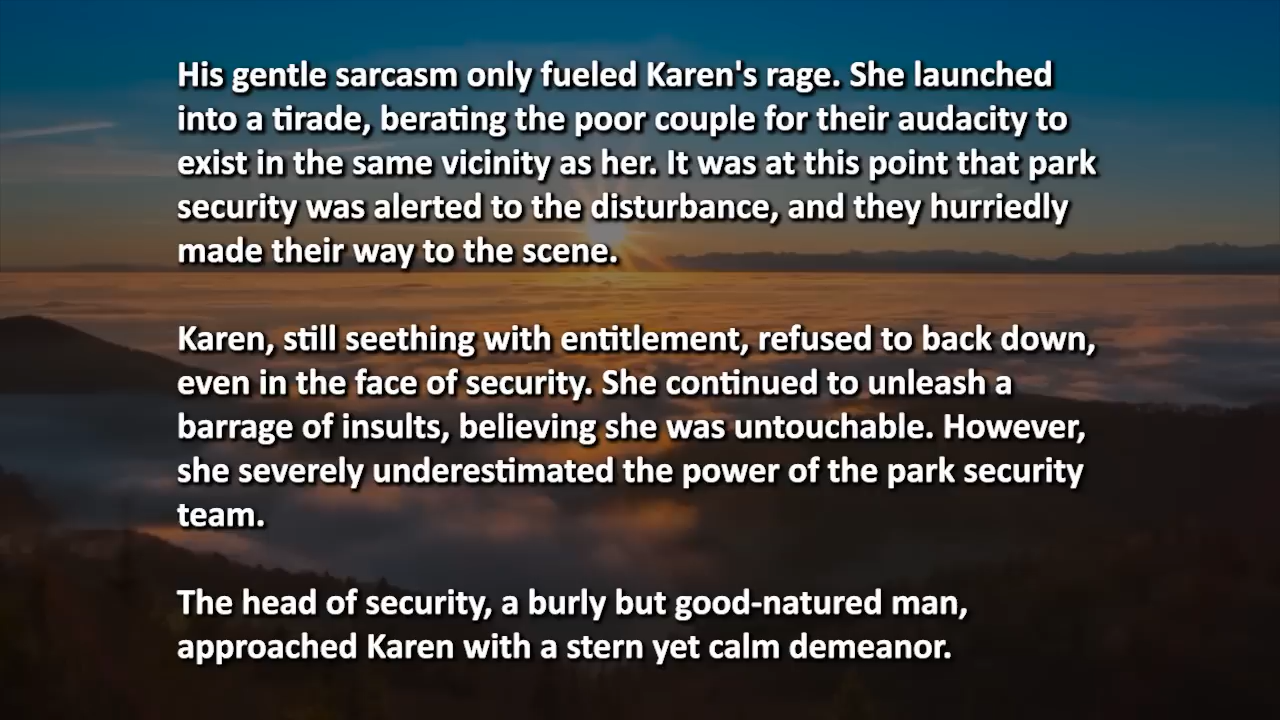 His gentle sarcasm only fueled Karen's rage. She launched
into a tirade, berating the poor couple for their audacity to
exist in the same vicinity as her. It was at this point that park
security was alerted to the disturbance, and they hurriedly
made their way to the scene.
Karen, still seething with entitlement, refused to back down,
even in the face of security. She continued to unleash a
barrage of insults, believing she was untouchable. However,
she severely underestimated the power of the park security
team.
The head of security, a burly but good-natured man,
approached Karen with a stern yet calm demeanor.